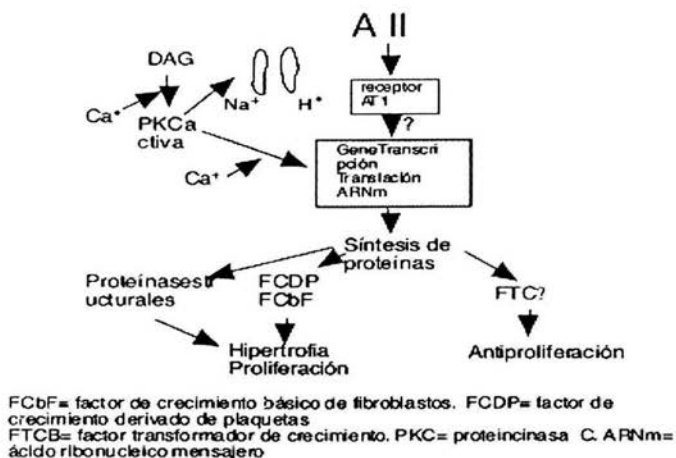 A II
DAG
Ca⁺
PKCa
ctiva
Na⁺
H⁺
receptor
AT1
?
Ca⁺
GeneTranscri
pción
Translación
ARNm
Síntesis de
proteínas
Proteínasestr
ucturales
FCDP
FCbF
FTC?
Hipertrofia
Proliferación
Antiproliferación
FCbF= factor de crecimiento básico de fibroblastos. FCDP= factor de
crecimiento derivado de plaquetas
FTCB= factor transformador de crecimiento. PKC= proteincinasa C. ARNm=
ácido ribonucleico mensajero